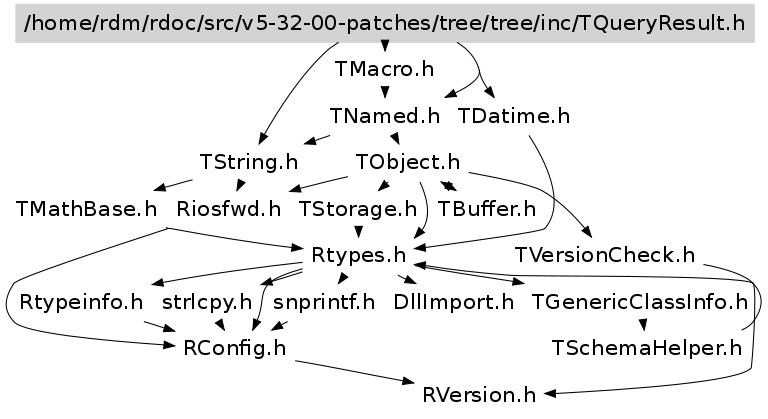 /home/rdm/rdoc/src/v5-32-00-patches/tree/tree/inc/TQueryResult.h
TMacro.h
TNamed.h TDatime.h
TString.h TObject.h
TMathBase.h Riosfwd.h TStorage.h TBuffer.h
Rtypes.h TVersionCheck.h
Rtypeinfo.h strlcpy.h snprintf.h DllImport.h TGenericClassInfo.h
RConfig.h TSchemaHelper.h
RVersion.h